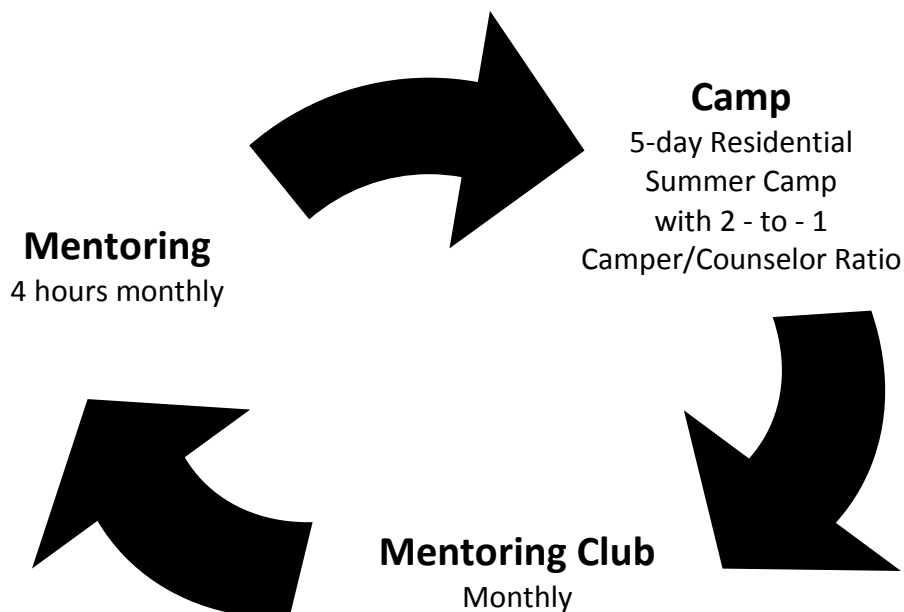 Camp
5-day Residential
Summer Camp
with 2 - to - 1
Camper/Counselor Ratio
Mentoring
4 hours monthly
Mentoring Club
Monthly